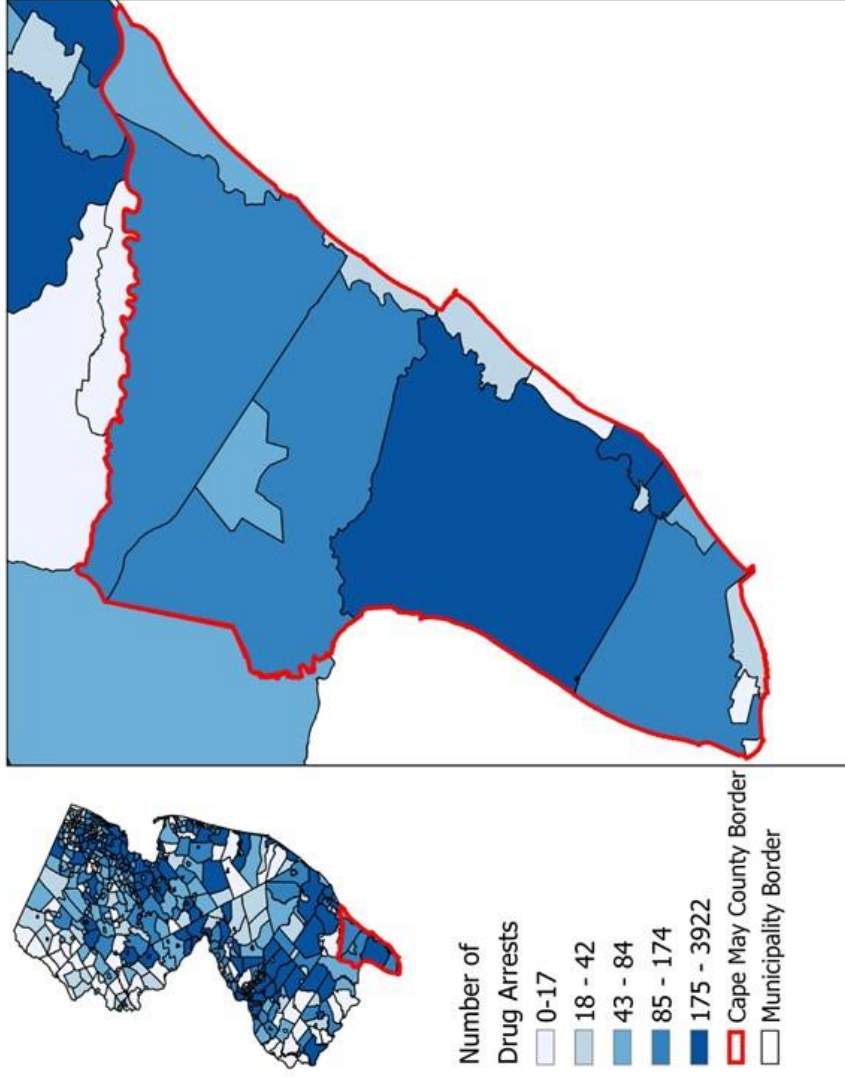 Number of
Drug Arrests
0-17
18 - 42
43 - 84
85 - 174
175 - 3922
Cape May County Border
Municipality Border